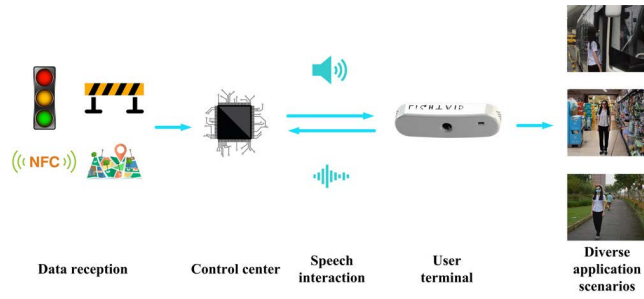 NFC
Data reception
Control center
Speech
interaction
User
terminal
Diverse
application
scenarios